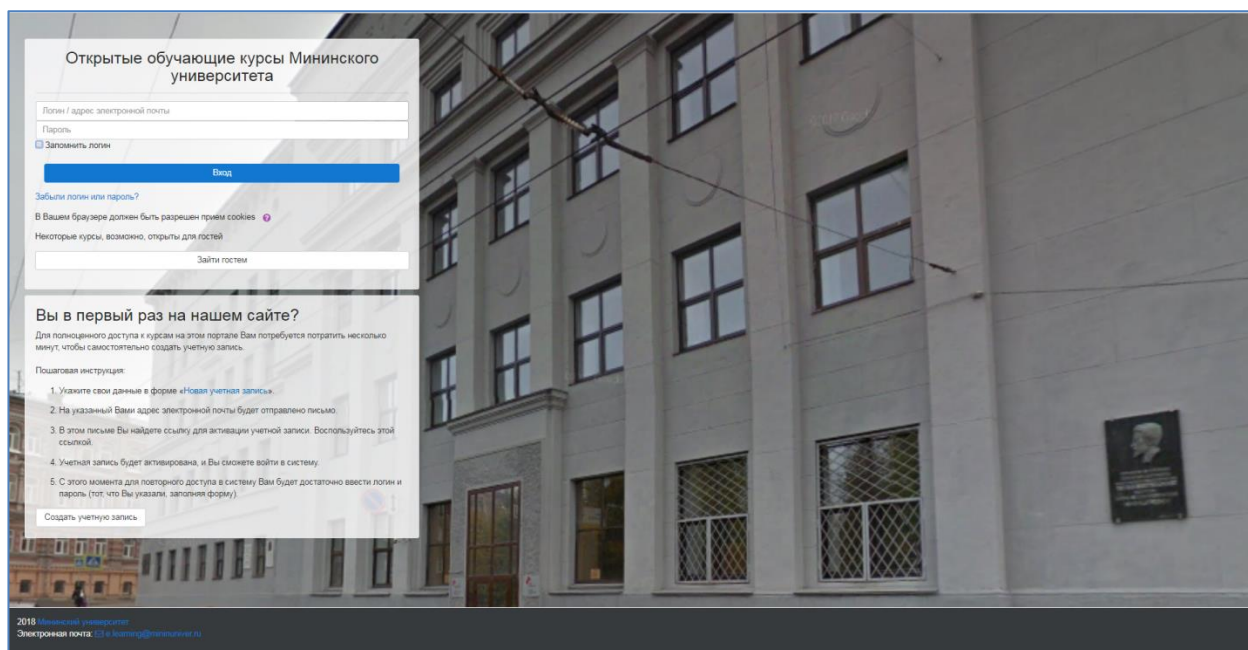 Открытые обучающие курсы Мининского
университета
Логин / адрес электронной почты
Пароль
Запомнить логин
Вход
Забыли логин или пароль?
В Вашем браузере должен быть разрешен прием cookies
Некоторые курсы, возможно, открыты для гостей
Зайти гостем
Вы в первый раз на нашем сайте?
Для полноценного доступа к курсам на этом портале Вам потребуется потратить несколько
минут, чтобы самостоятельно создать учетную запись.
Пошаговая инструкция:
1. Укажите свои данные в форме «Новая учетная запись».
2. На указанный Вами адрес электронной почты будет отправлено письмо.
3. В этом письме Вы найдете ссылку для активации учетной записи. Воспользуйтесь этой
ссылкой.
4. Учетная запись будет активирована, и Вы сможете войти в систему.
5. С этого момента для повторного доступа в систему Вам будет достаточно ввести логин и
пароль (тот, что Вы указали, заполняя форму).
Создать учетную запись
2018 Мининский университет
Электронная почта: e.learning@mininuniver.ru